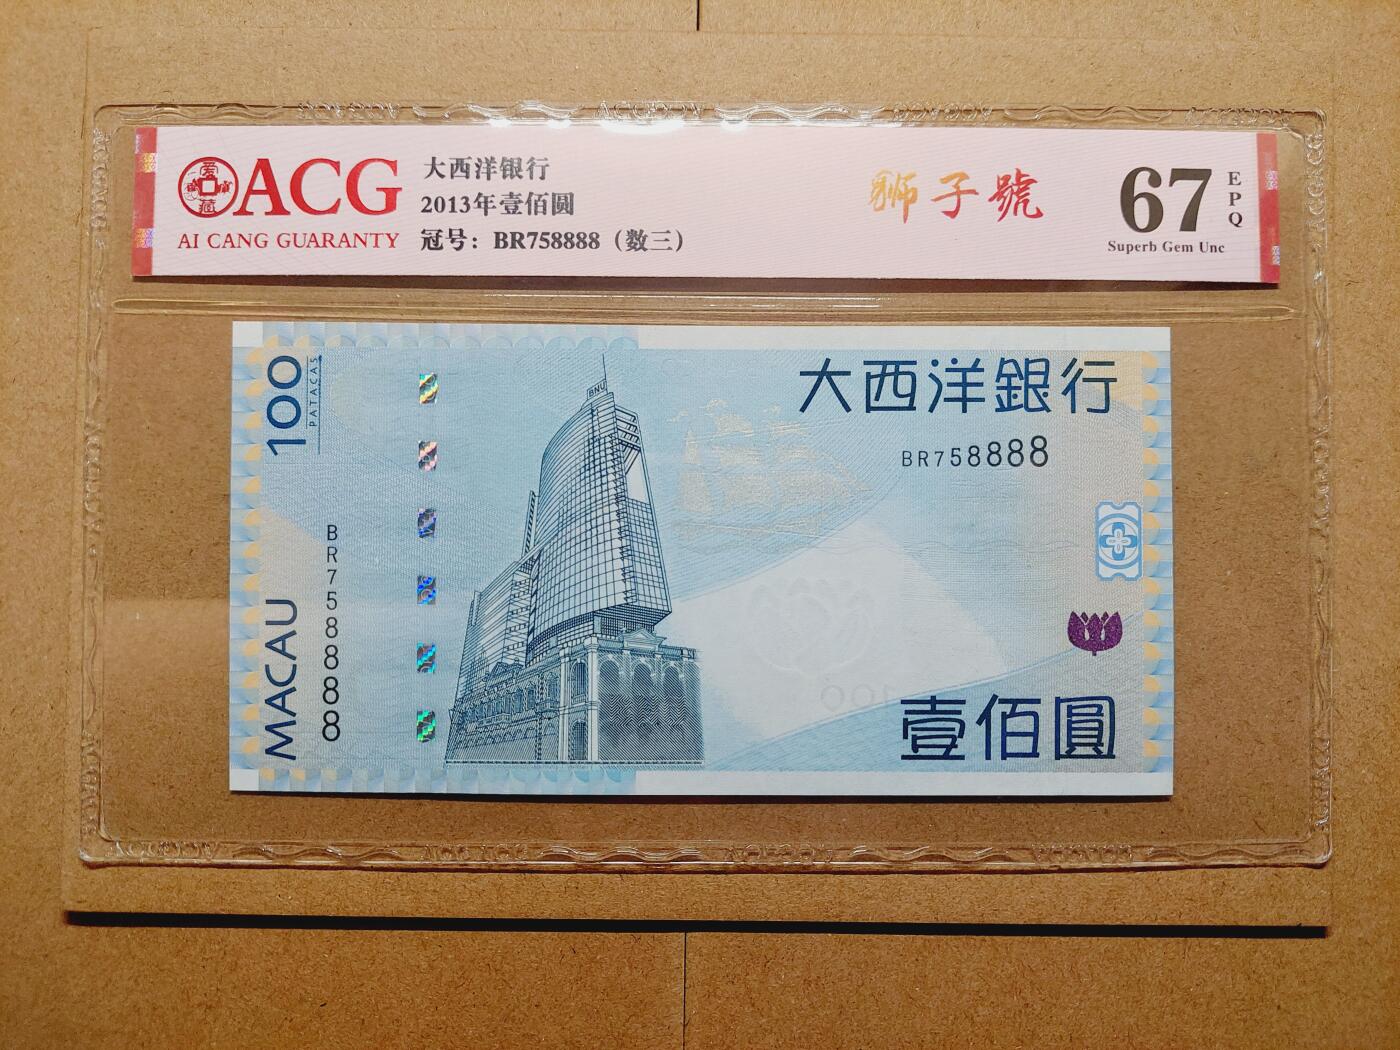 ACG
AI CANG GUARANTY
大西洋银行
2013年壹佰圆
冠号：BR758888（数三）
狮子號
67
EPQ
Superb Gem Unc
100
PATACAS
BNU
大西洋銀行
BR758888
BR758888
MACAU
100
壹佰圓